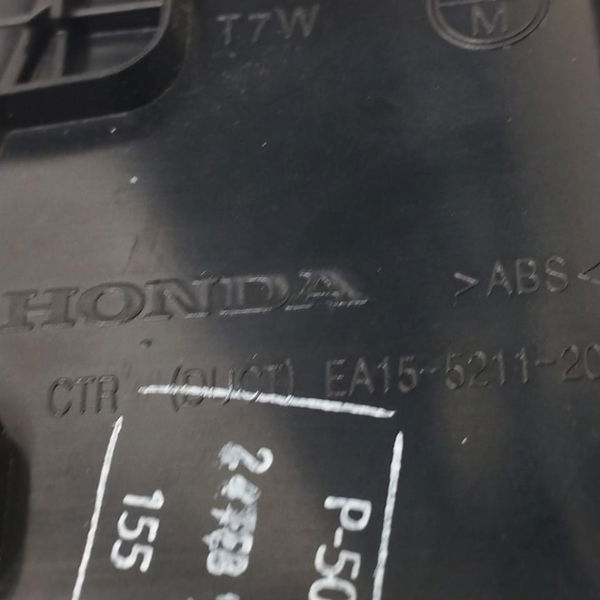 T7W
M
HONDA
>ABS<
CTR (DUCT) EA15-5211-20
P-50
155